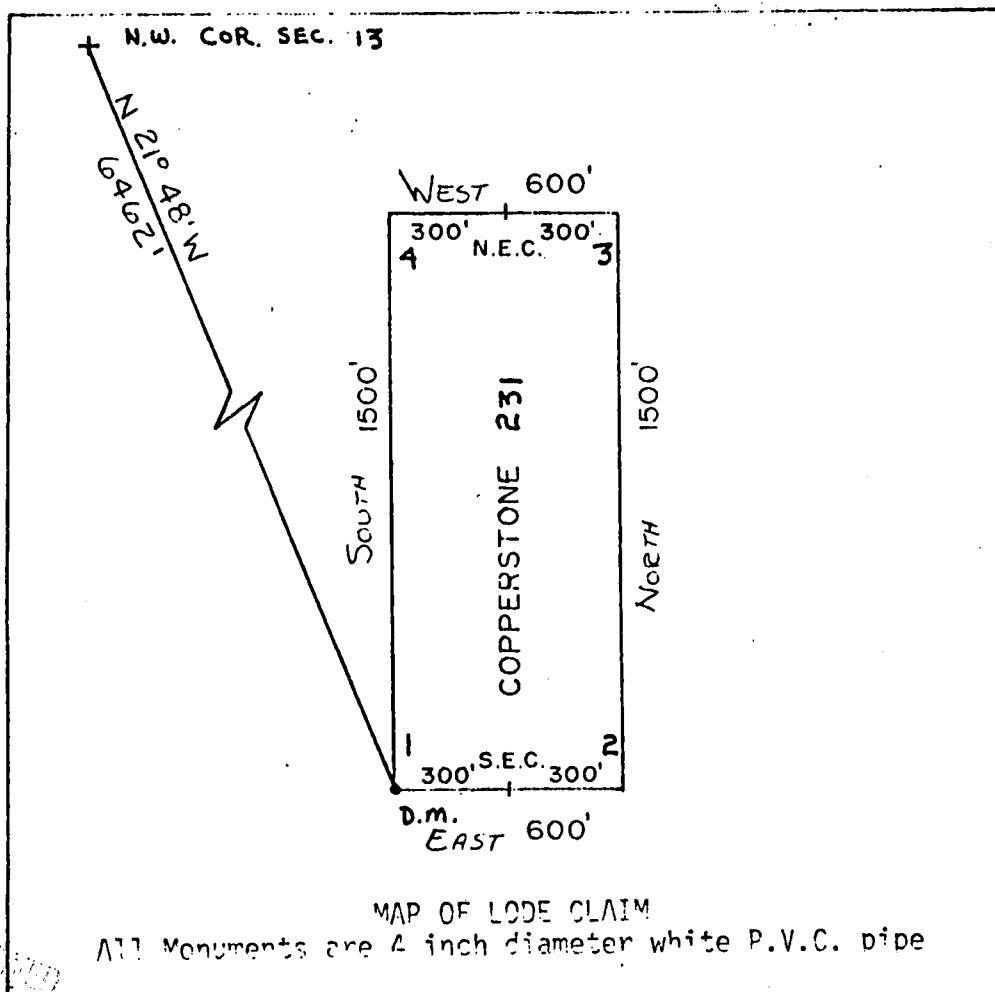 N.W. COR. SEC. 13
N 21° 48' W
6462'
WEST 600'
300' 300'
N.E.C.
4 3
SOUTH 1500'
COPPERSTONE 231
NORTH 1500'
1 2
S.E.C.
300' 300'
D.M.
EAST 600'
MAP OF LODE CLAIM
All Monuments are 4 inch diameter white P.V.C. pipe